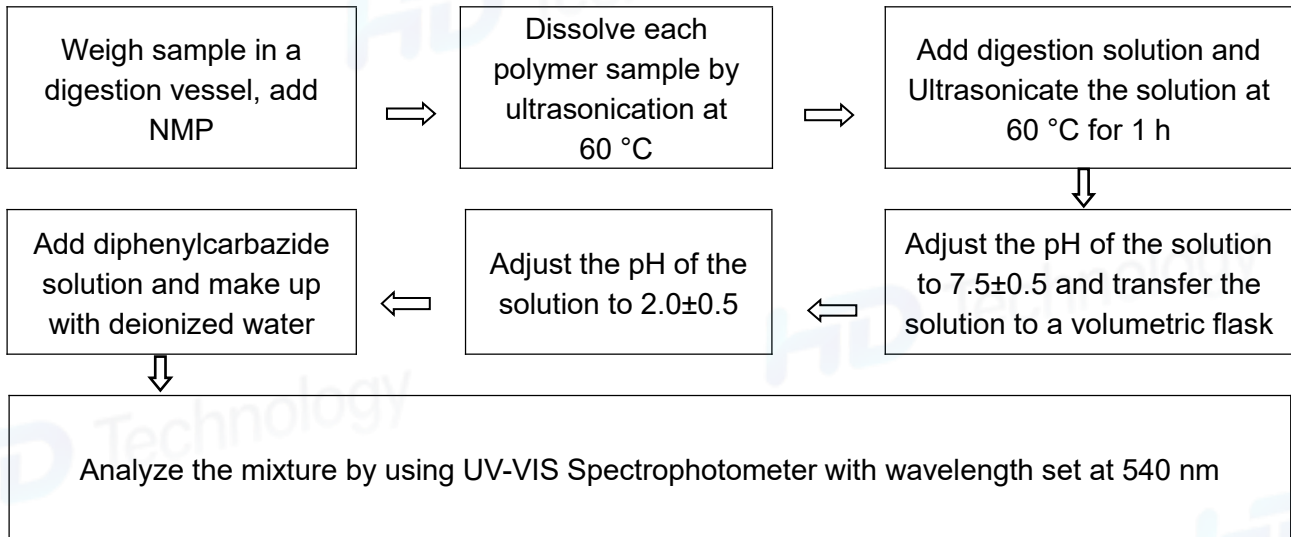 Weigh sample in a
digestion vessel, add
NMP
Dissolve each
polymer sample by
ultrasonication at
60 °C
Add digestion solution and
Ultrasonicate the solution at
60 °C for 1 h
Adjust the pH of the solution
to 7.5±0.5 and transfer the
solution to a volumetric flask
Adjust the pH of the
solution to 2.0±0.5
Add diphenylcarbazide
solution and make up
with deionized water
Analyze the mixture by using UV-VIS Spectrophotometer with wavelength set at 540 nm
HD
HD Technology
D Technology
HD